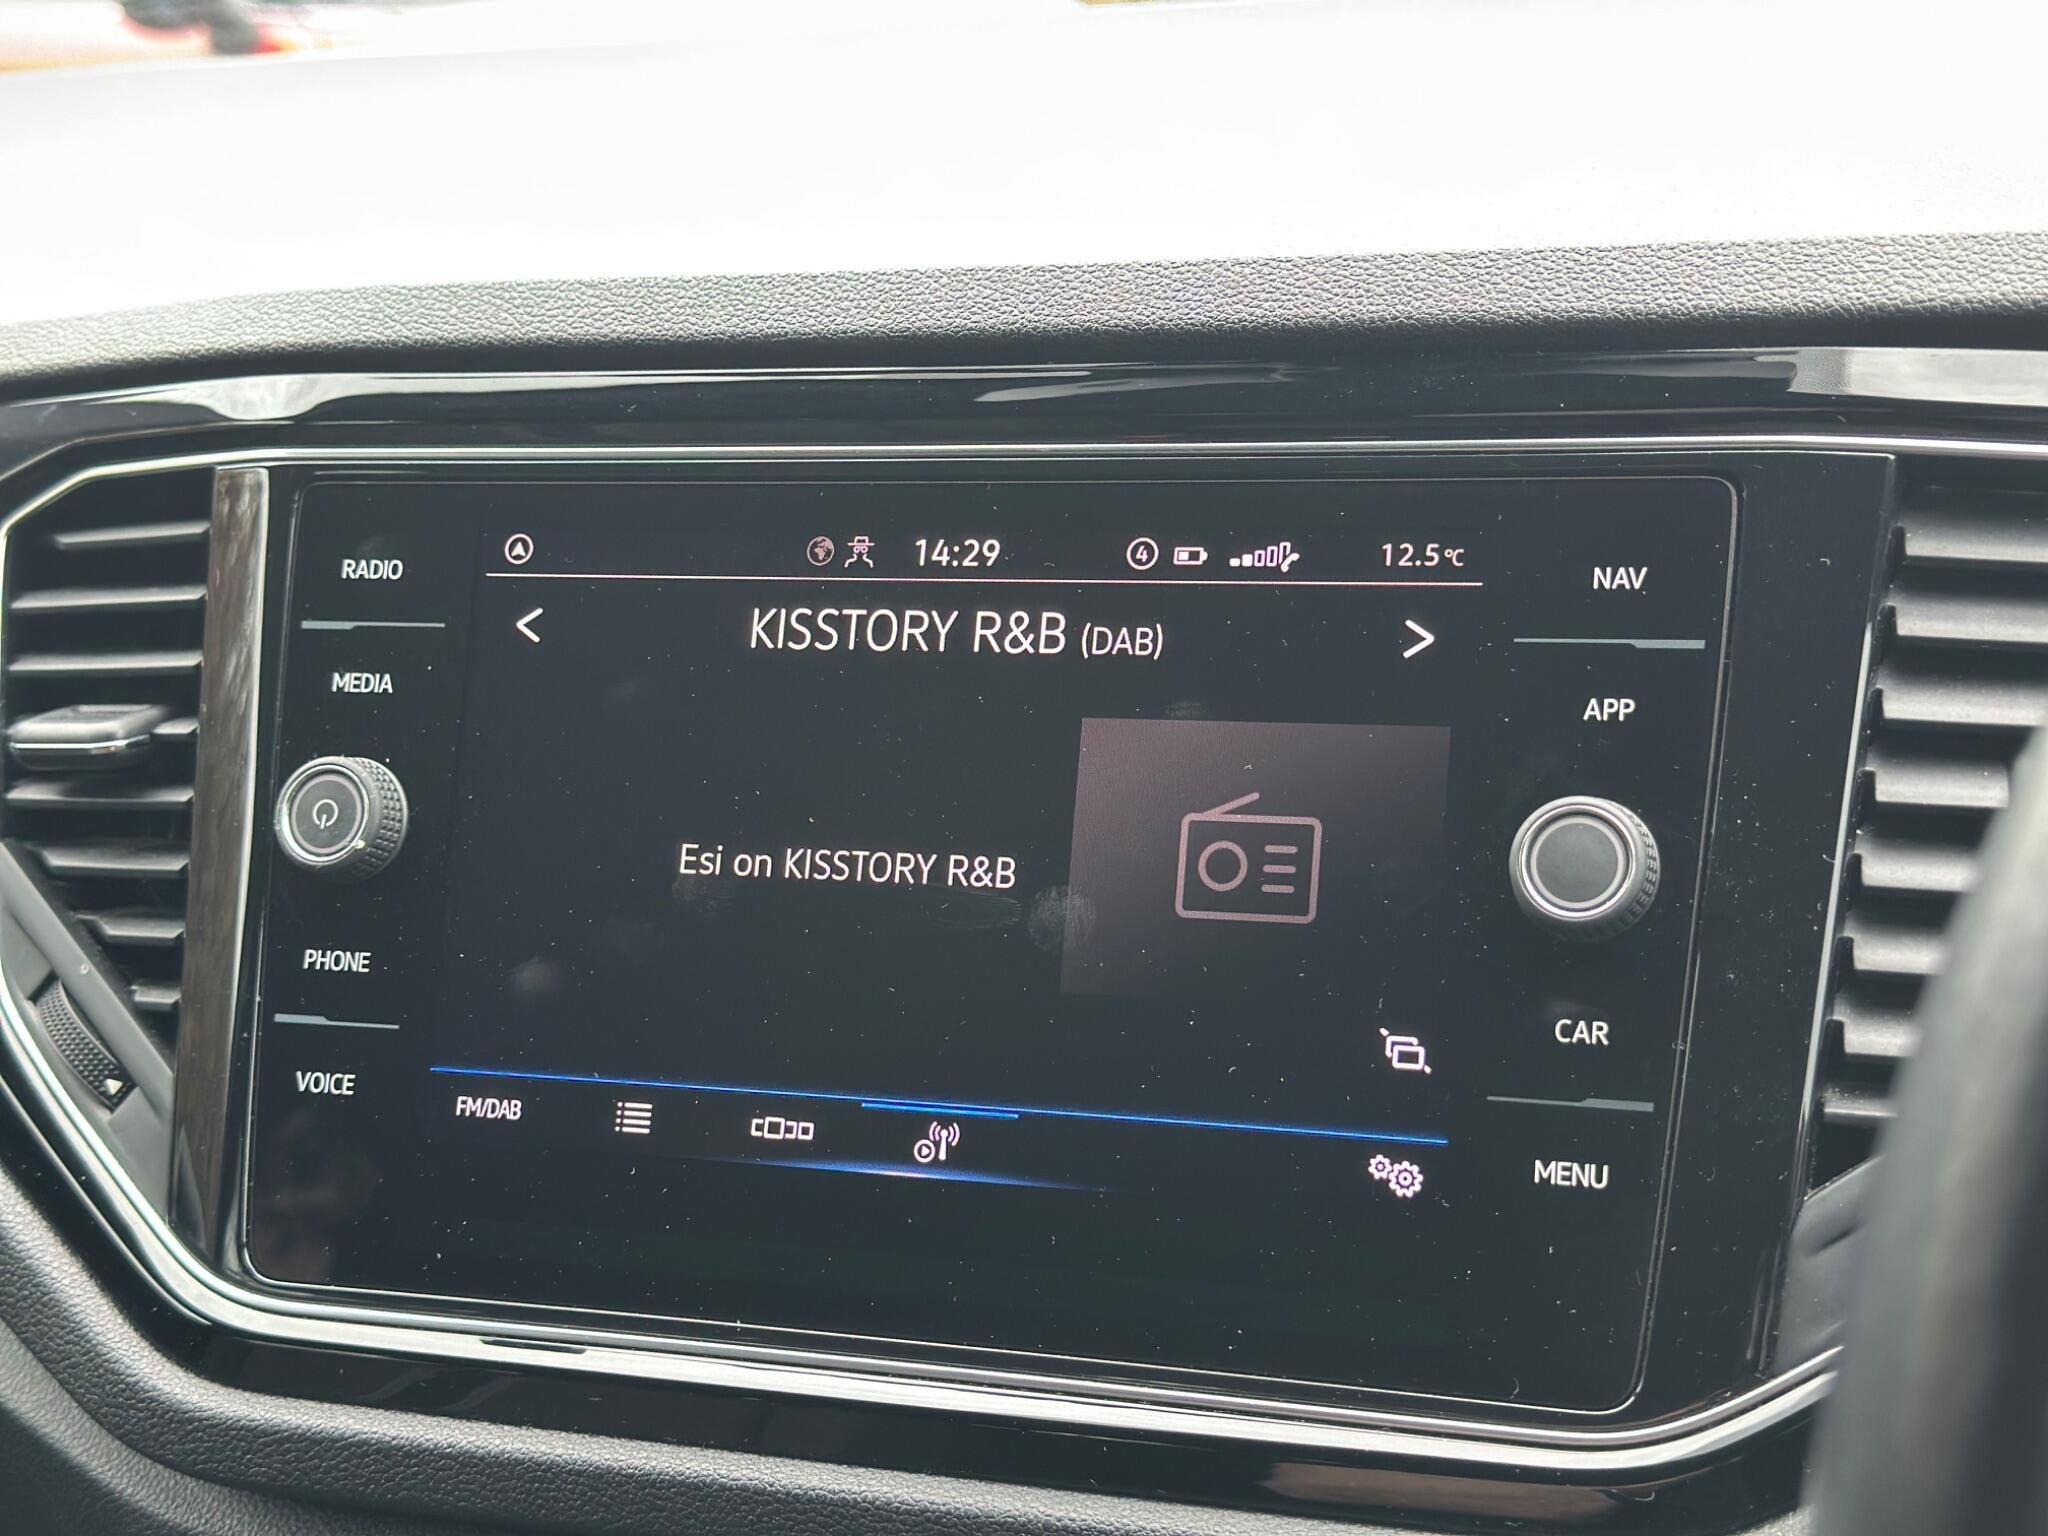 RADIO
MEDIA
PHONE
VOICE
14:29
4
12.5°C
KISSTORY R&B (DAB)
Esi on KISSTORY R&B
FM/DAB
NAV
APP
CAR
MENU